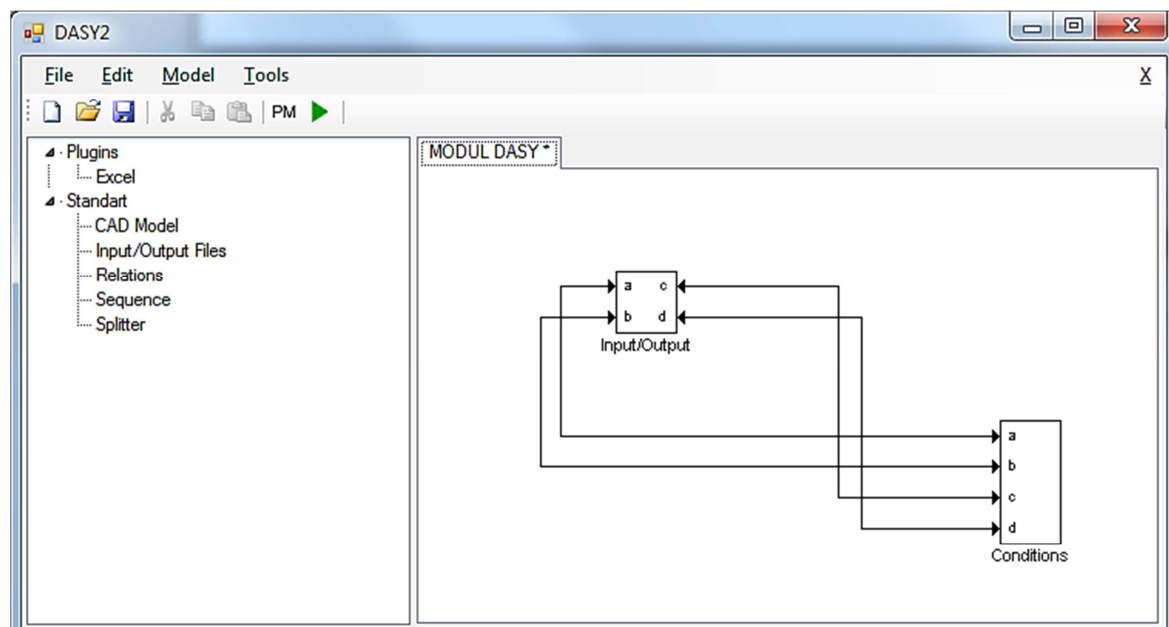 DASY2
File Edit Model Tools X
PM
Plugins
Excel
Standart
CAD Model
Input/Output Files
Relations
Sequence
Splitter
MODUL DASY *
a c
b d
Input/Output
a
b
c
d
Conditions